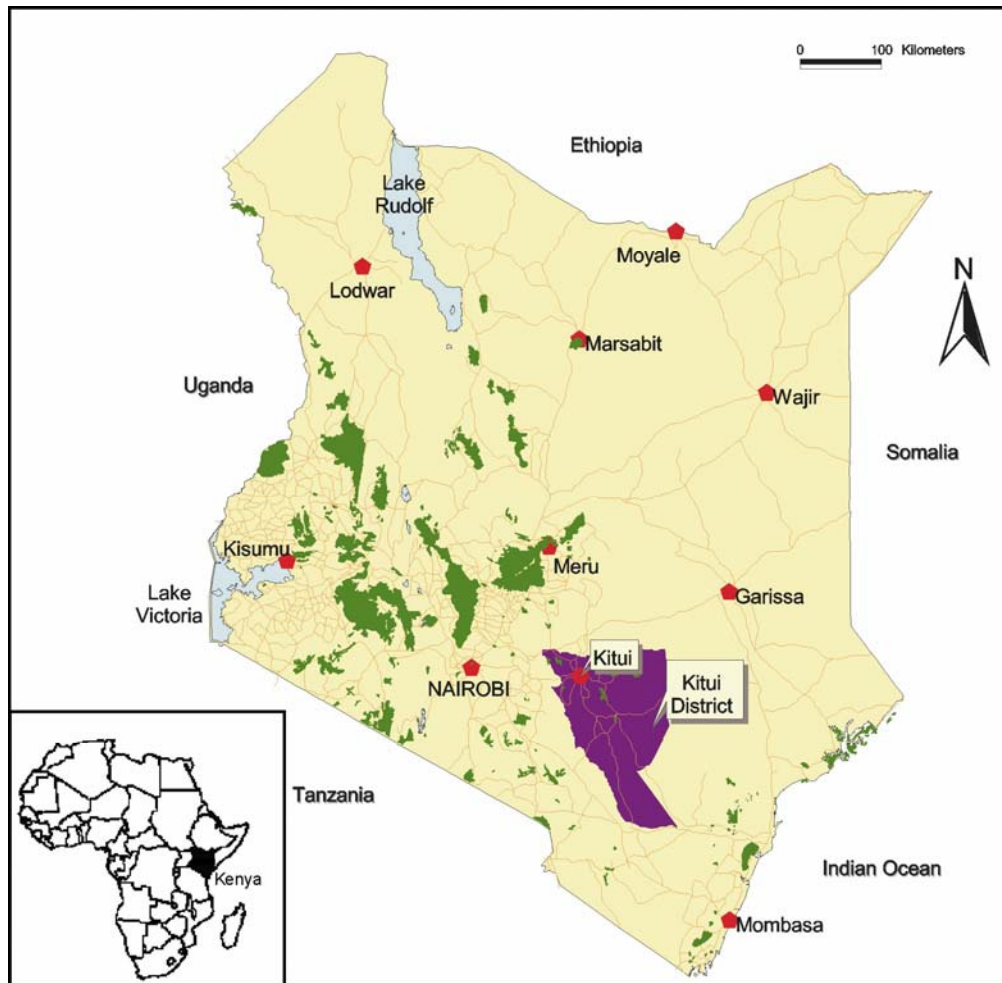 0 100 Kilometers
Ethiopia
Lake
Rudolf
Moyale
N
Lodwar
Marsabit
Uganda
Wajir
Somalia
Kisumu
Meru
Lake
Victoria
Garissa
Kitui
NAIROBI
Kitui
District
Tanzania
Indian Ocean
Kenya
Mombasa